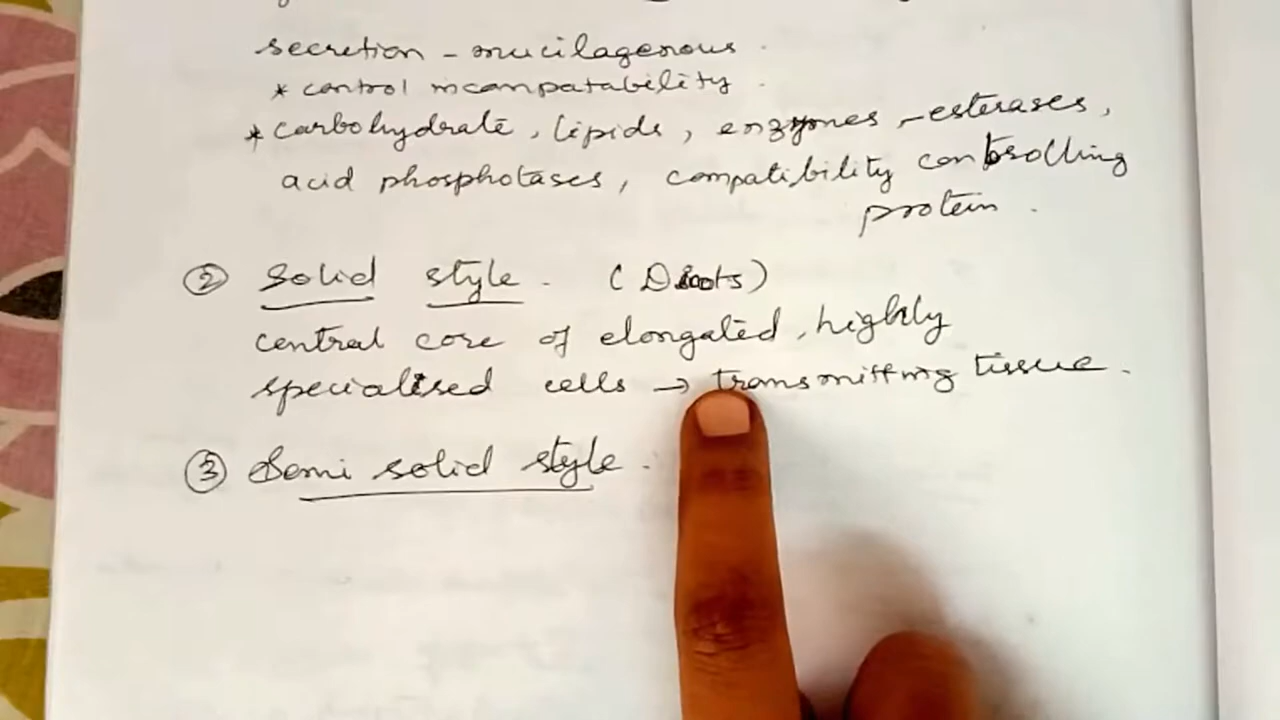 secretion - mucilagenous.
* control incompatability.
* carbohydrate, lipids, enzymes - esterases,
acid phosphotases, compatibility controlling
protein.
② Solid style. (Dicots)
central core of elongated, highly
specialised cells → transmitting tissue.
③ Semi solid style.